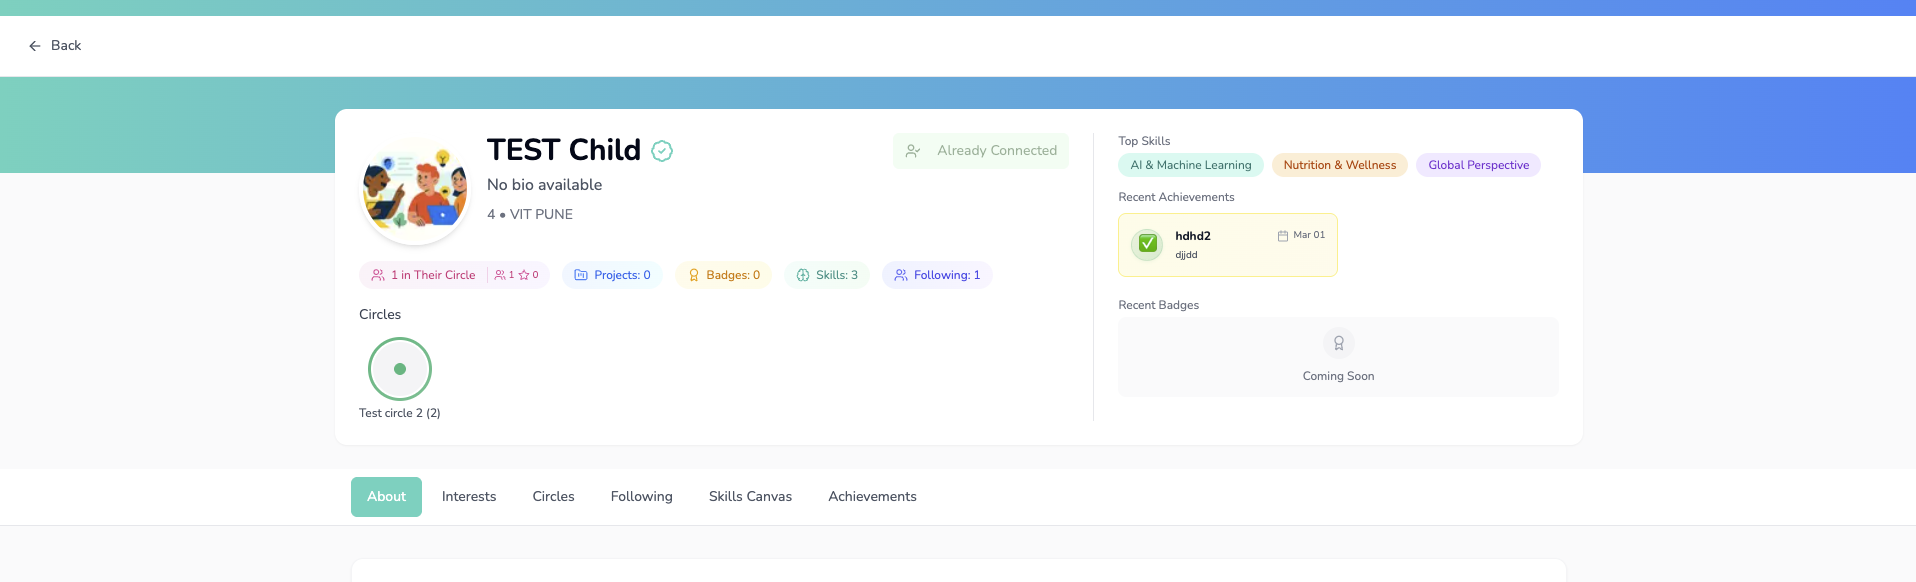 Back
TEST Child
Already Connected
No bio available
4 • VIT PUNE
1 in Their Circle 1 0
Projects: 0
Badges: 0
Skills: 3
Following: 1
Circles
Test circle 2 (2)
Top Skills
AI & Machine Learning
Nutrition & Wellness
Global Perspective
Recent Achievements
hdhd2
Mar 01
djjdd
Recent Badges
Coming Soon
About
Interests
Circles
Following
Skills Canvas
Achievements